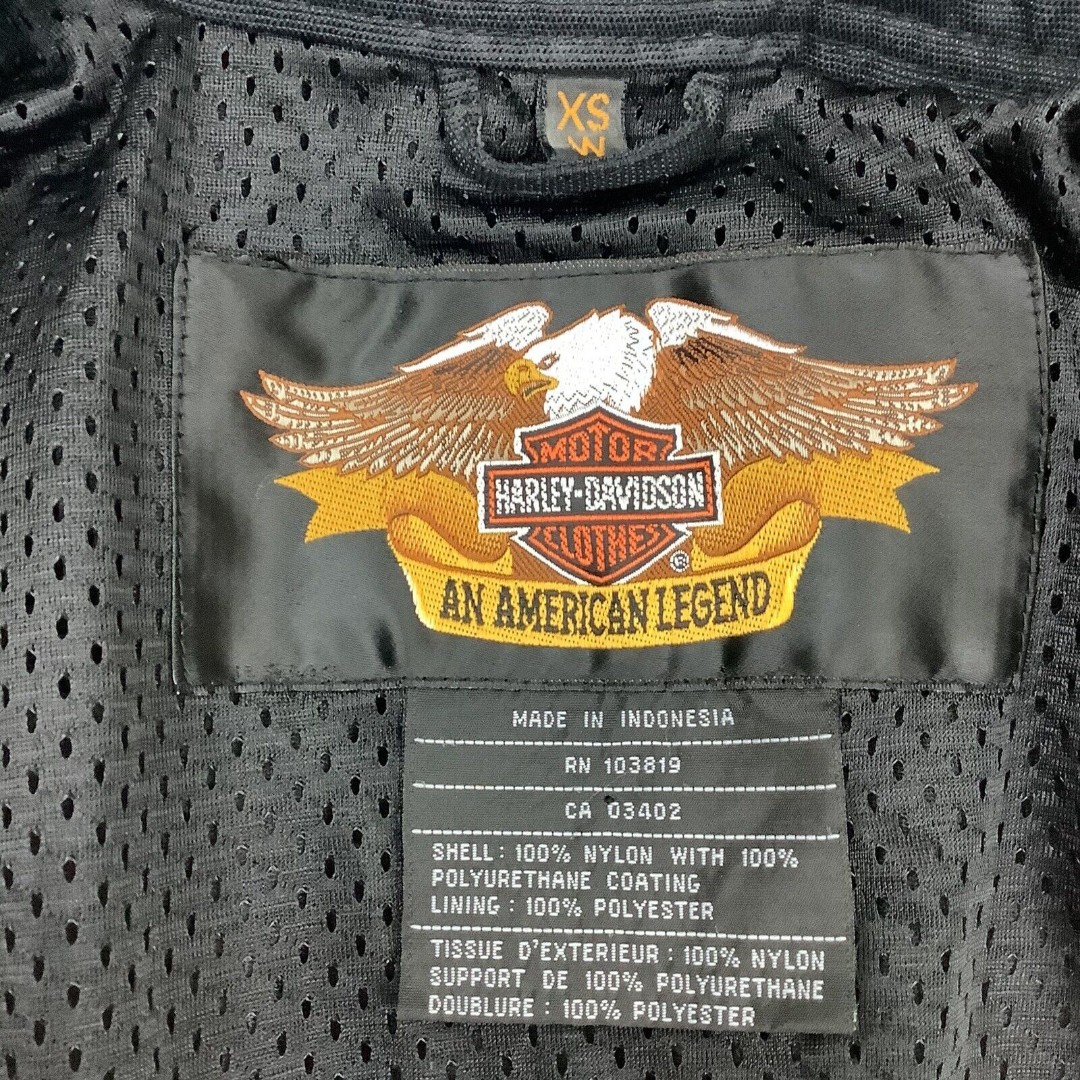 XS
W
MOTOR
HARLEY-DAVIDSON
CLOTHES
®
AN AMERICAN LEGEND
MADE IN INDONESIA
RN 103819
CA 03402
SHELL: 100% NYLON WITH 100%
POLYURETHANE COATING
LINING: 100% POLYESTER
TISSUE D'EXTERIEUR: 100% NYLON
SUPPORT DE 100% POLYURETHANE
DOUBLURE: 100% POLYESTER